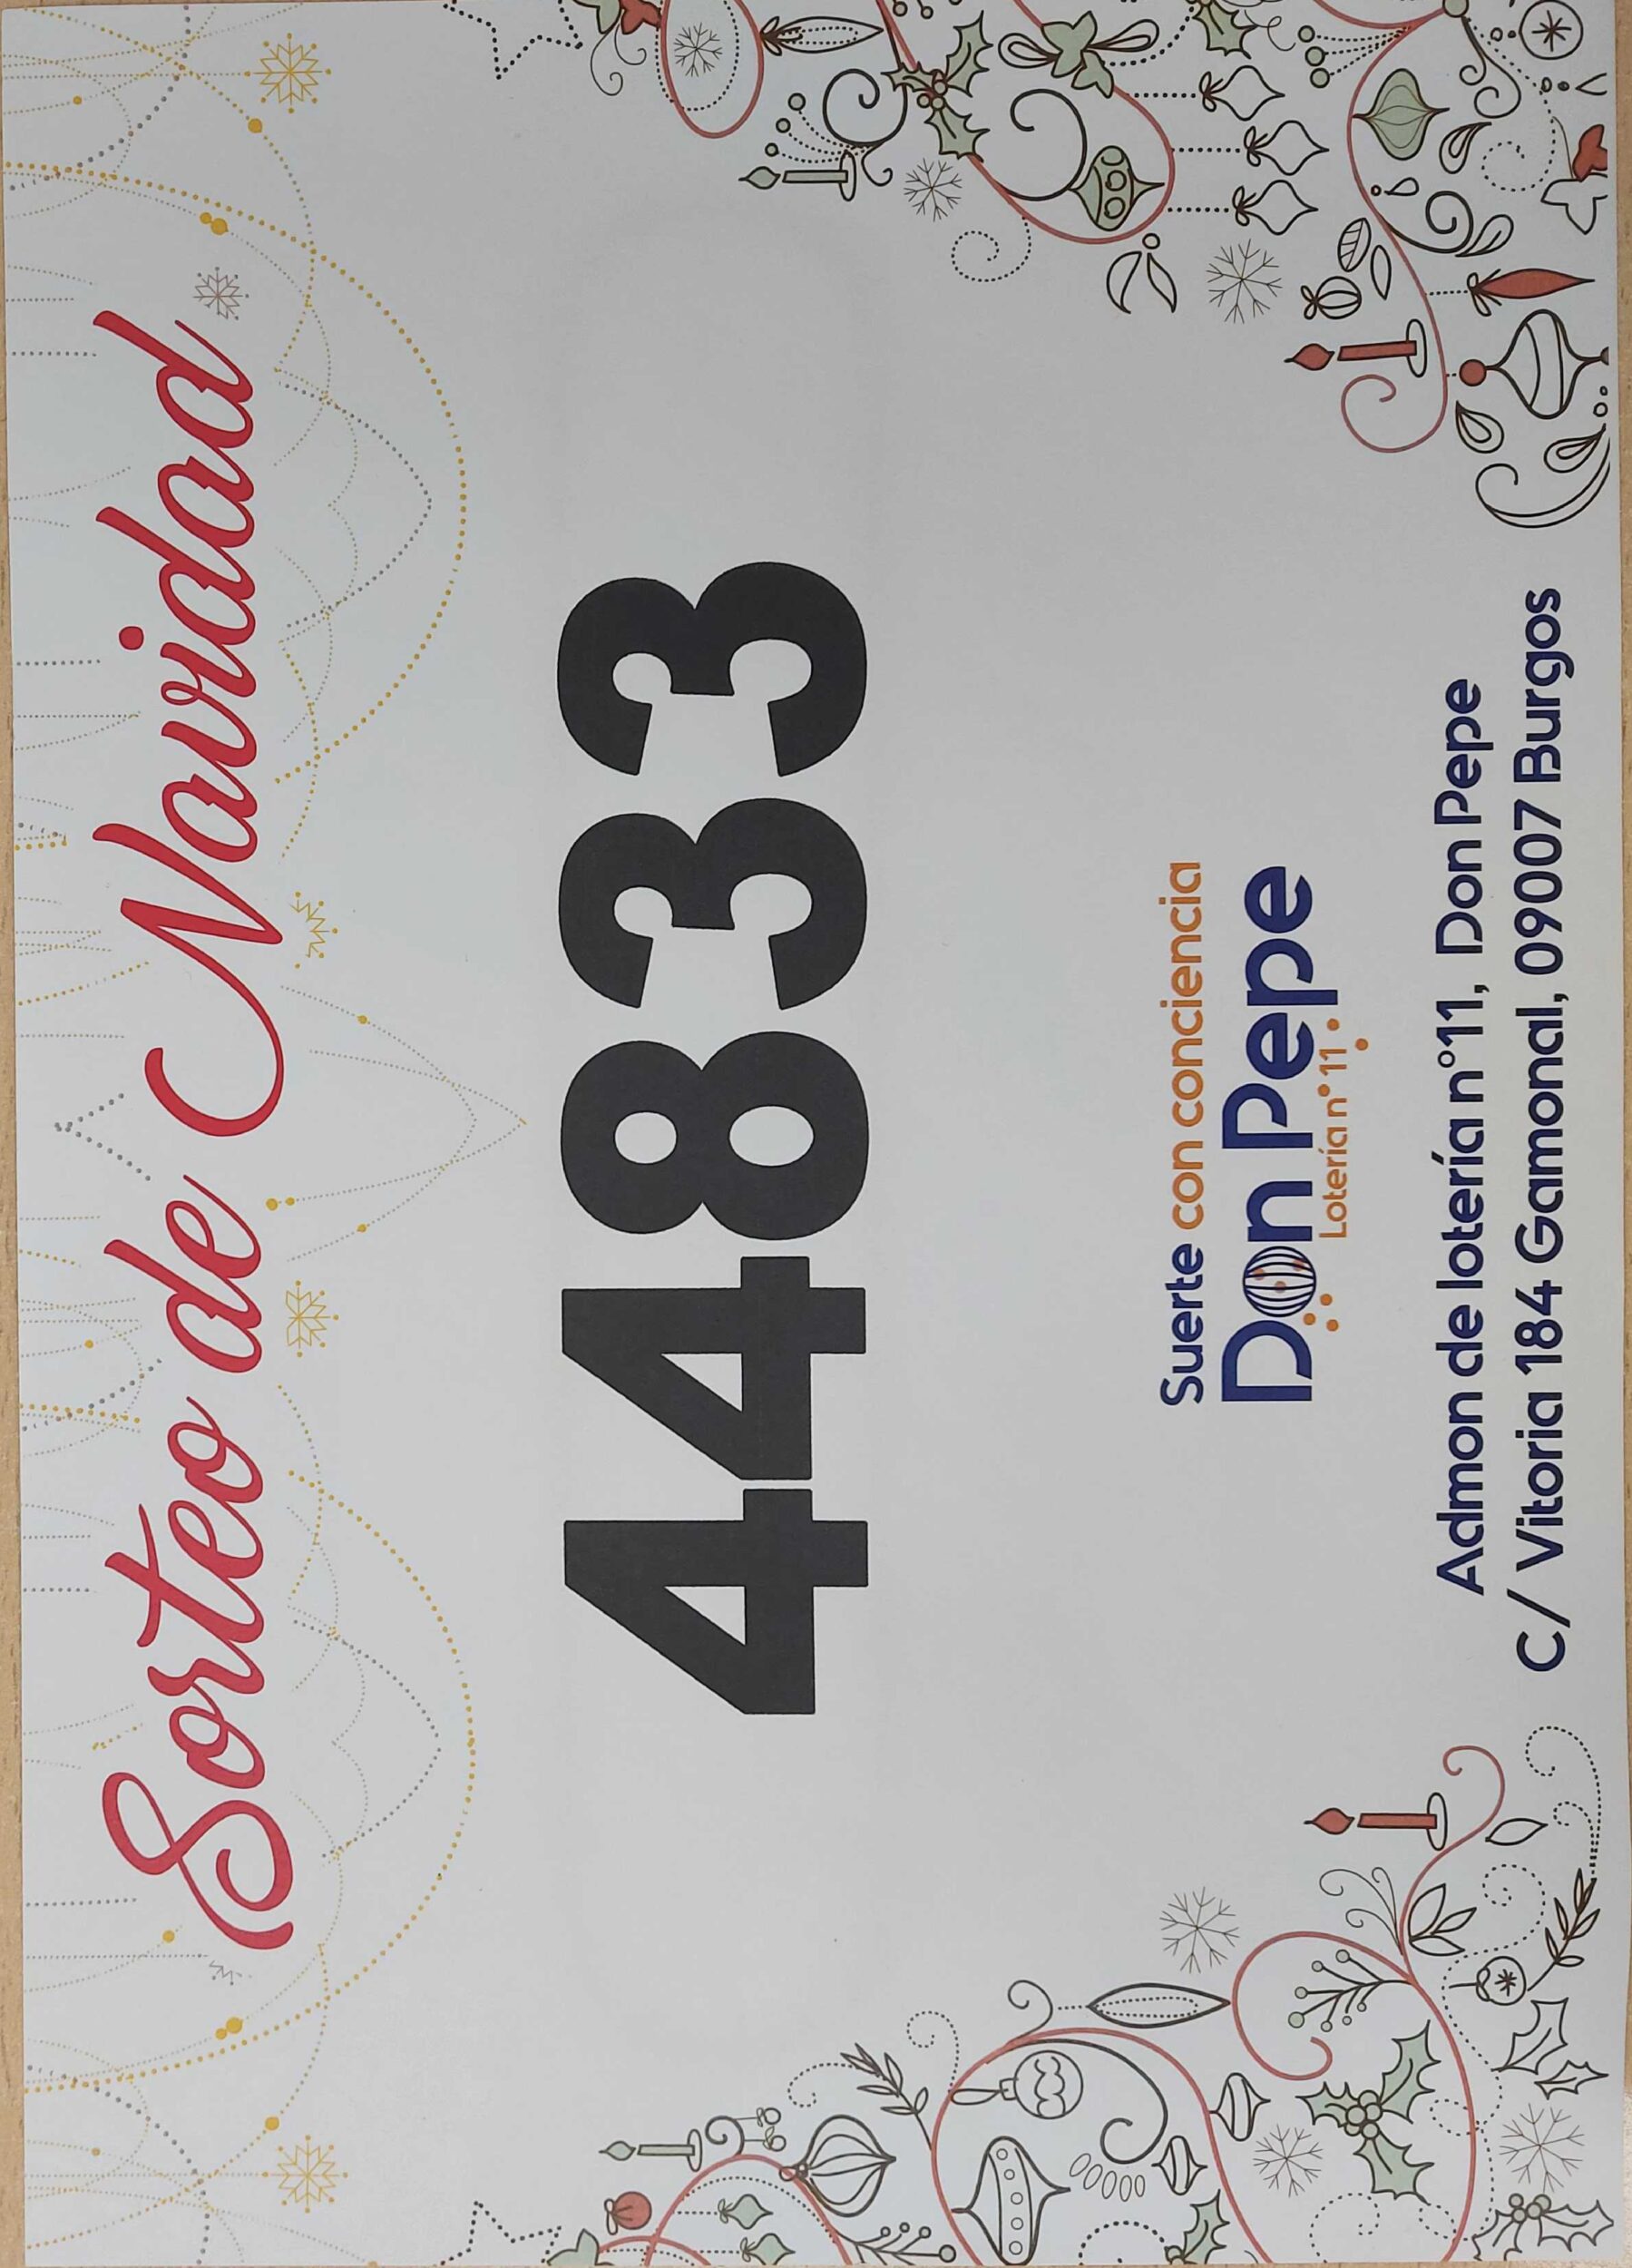 Sorteo de Navidad
44833
Suerte con conciencia
Don Pepe
Lotería nº11
Admon de lotería nº11, Don Pepe
C/ Vitoria 184 Gamonal, 09007 Burgos